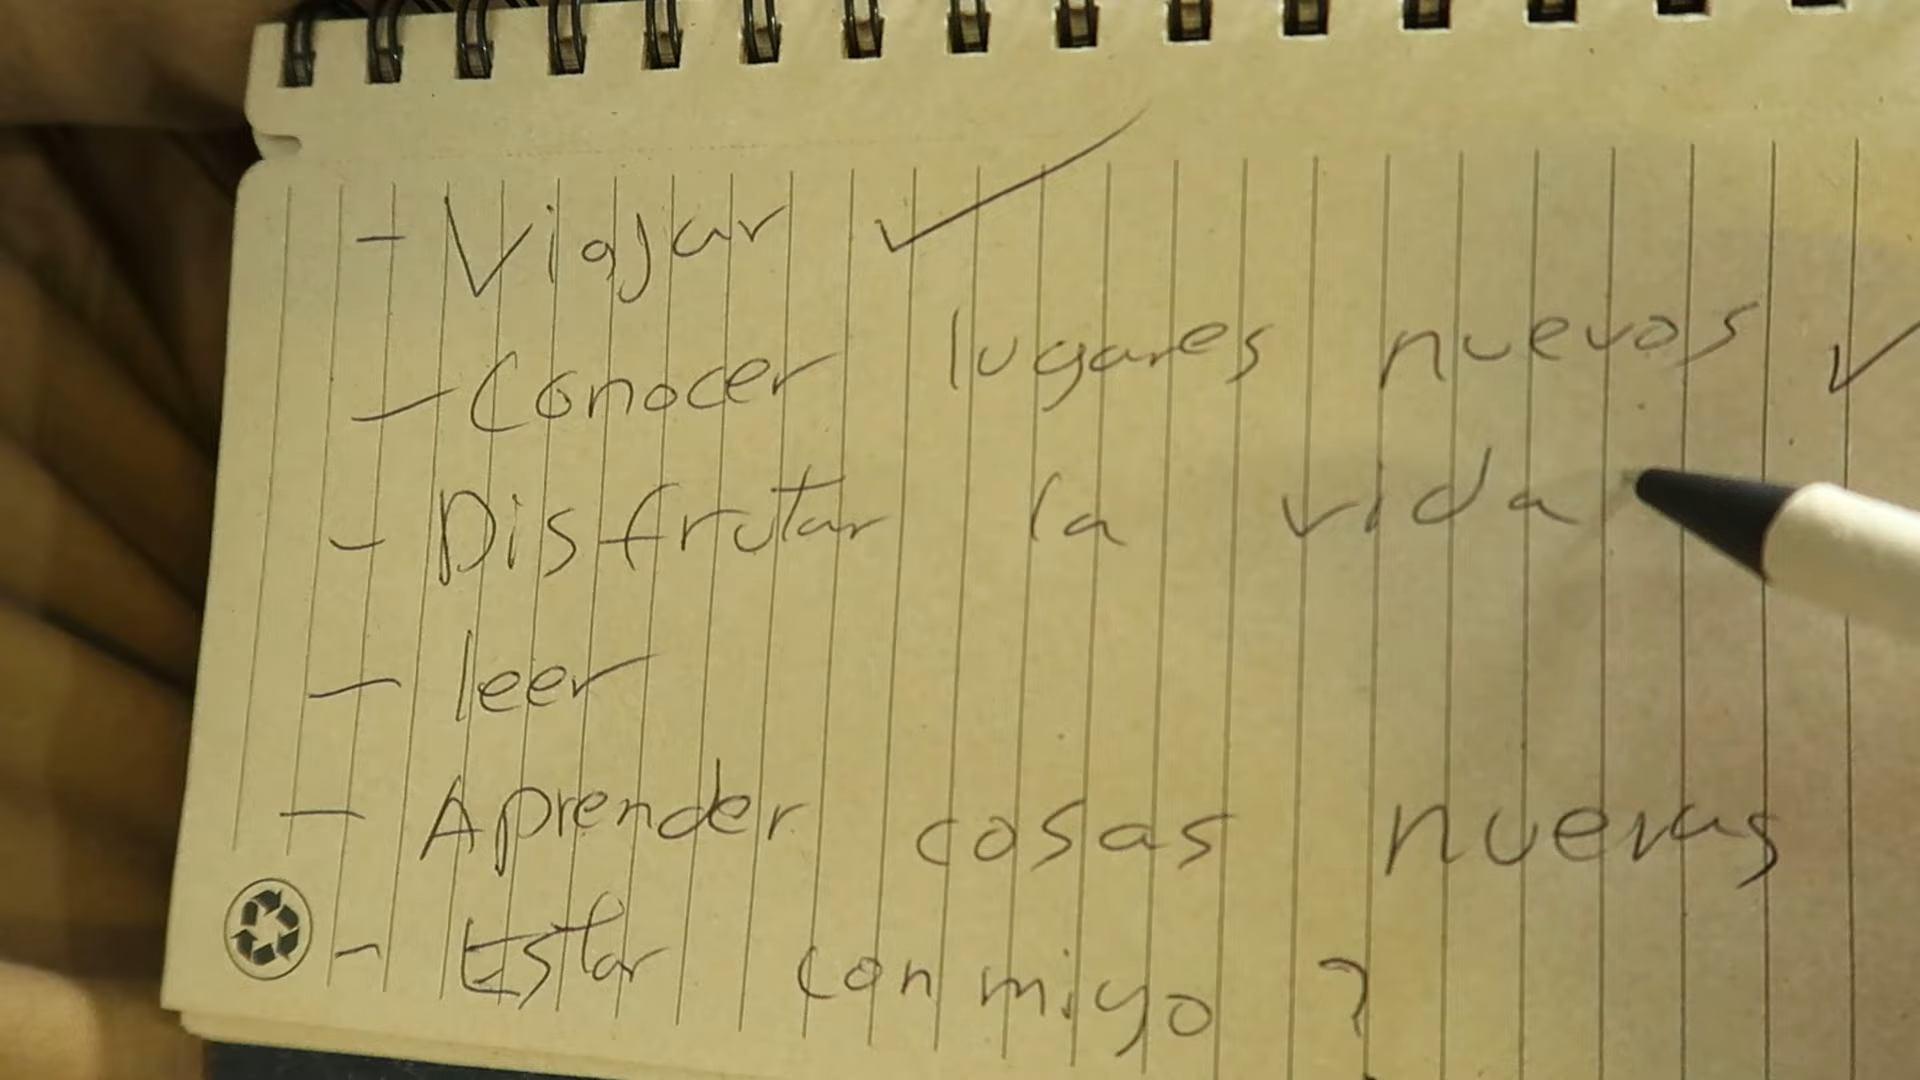 - Viajar ✓
- Conocer lugares nuevos ✓
- Disfrutar la vida
- leer
- Aprender cosas nuevas
- Estar conmigo ?